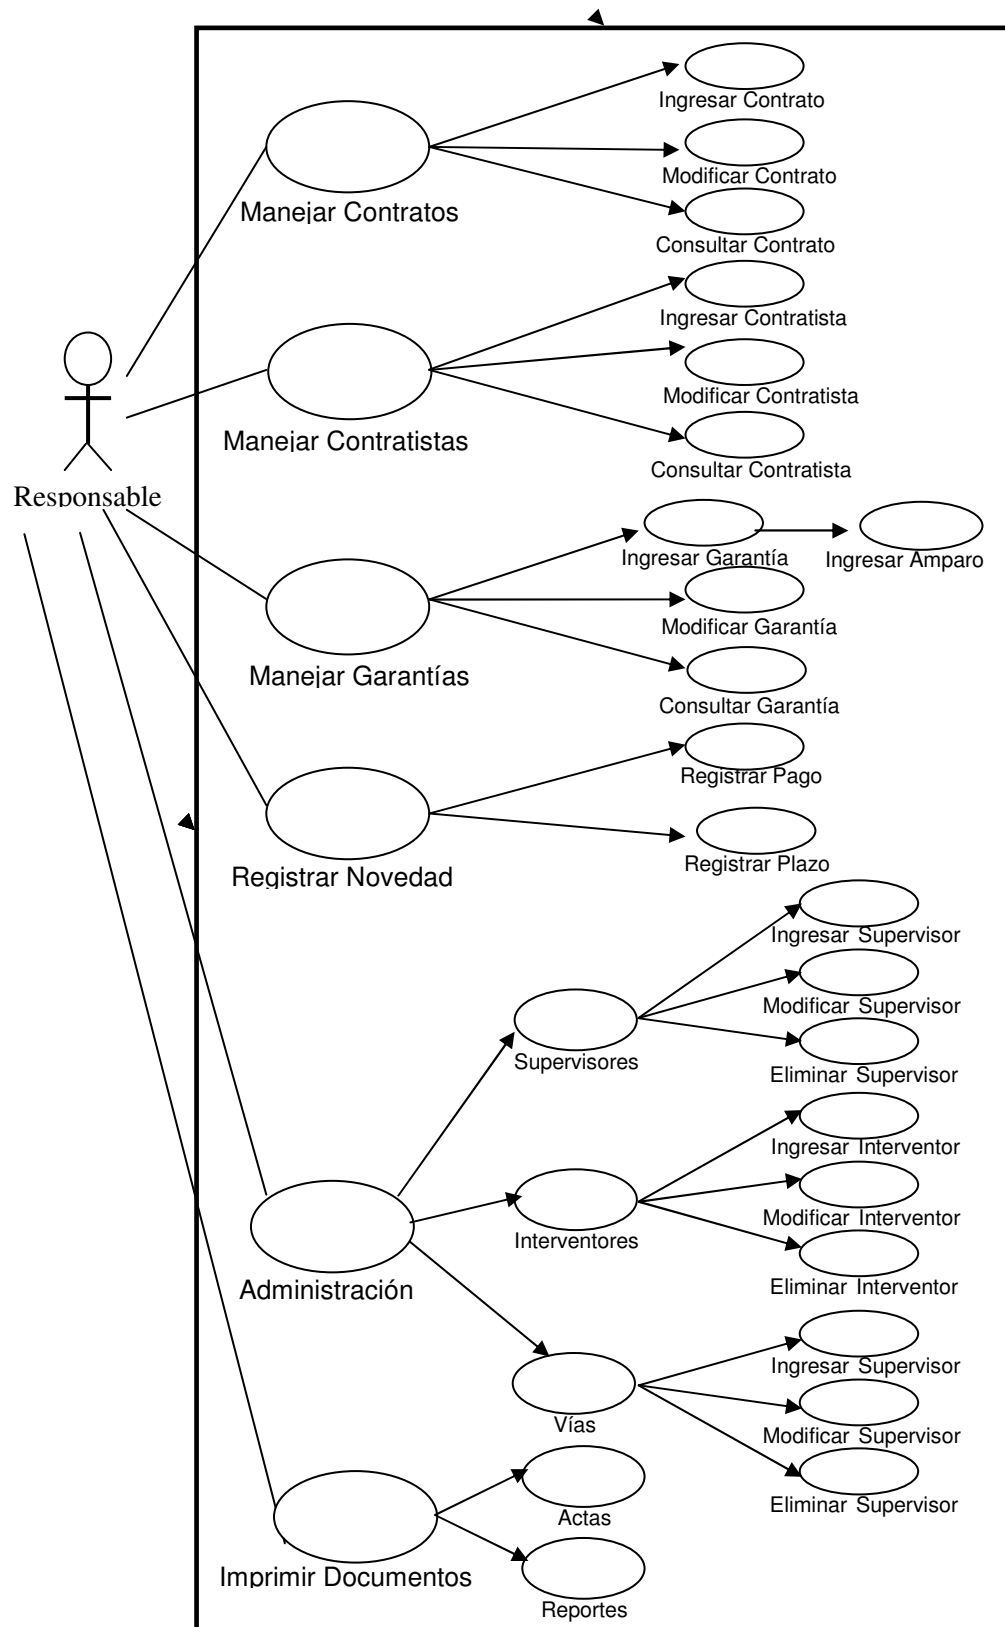 Ingresar Contrato
Modificar Contrato
Manejar Contratos
Consultar Contrato
Ingresar Contratista
Modificar Contratista
Manejar Contratistas
Consultar Contratista
Responsable
Ingresar Garantía
Ingresar Amparo
Modificar Garantía
Manejar Garantías
Consultar Garantía
Registrar Pago
Registrar Plazo
Registrar Novedad
Ingresar Supervisor
Modificar Supervisor
Supervisores
Eliminar Supervisor
Ingresar Interventor
Modificar Interventor
Interventores
Eliminar Interventor
Administración
Ingresar Supervisor
Vías
Modificar Supervisor
Eliminar Supervisor
Actas
Imprimir Documentos
Reportes